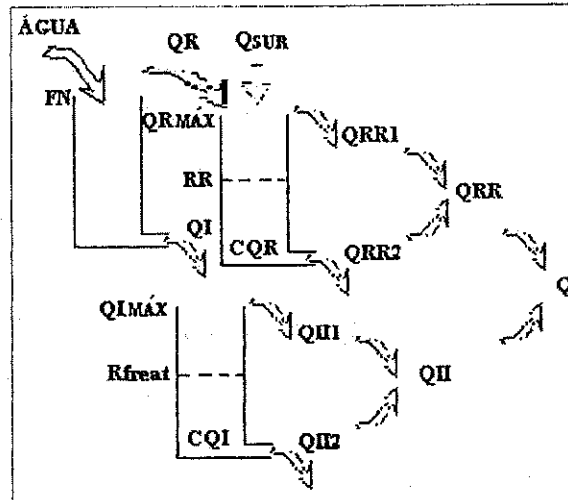 ÁGUA
QR QSUR
FN
QRMÁX
QRR1
RR
QRR
QI
CQR
QRR2
Q
QIMÁX
QII1
Rfreat
QII
CQI
QII2